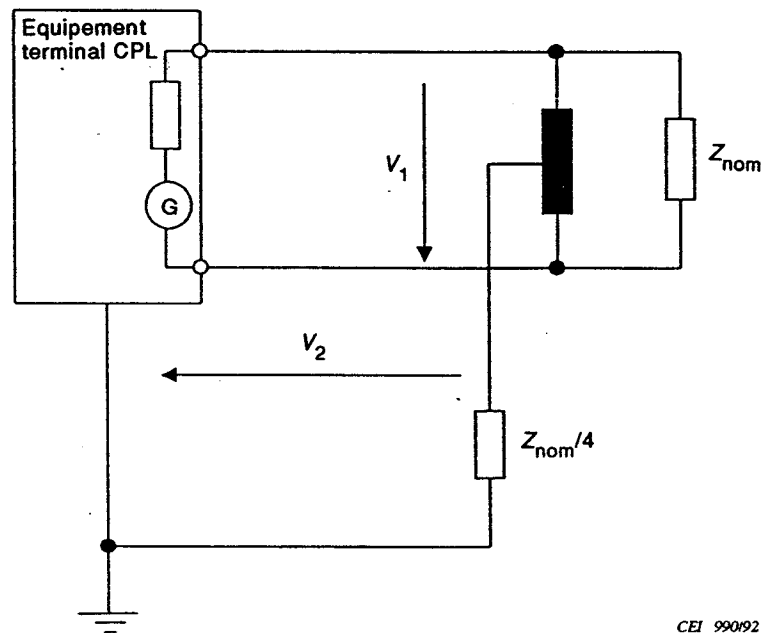 Equipement
terminal CPL
G
V1
Znom
V2
Znom/4
CEI 990/92